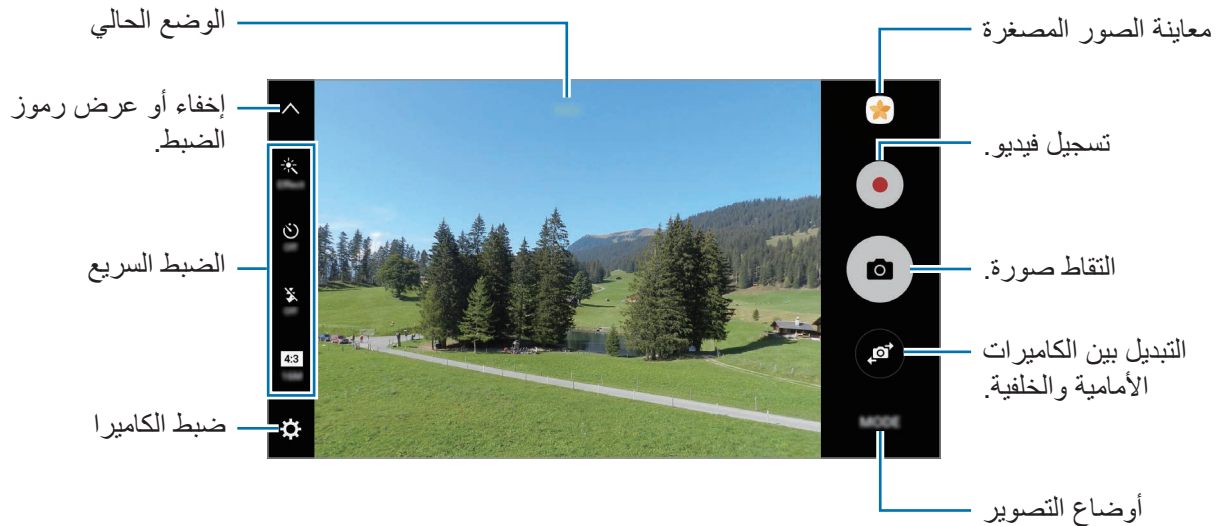 الوضع الحالي
معاينة الصور المصغرة
إخفاء أو عرض رموز
الضبط.
تسجيل فيديو.
الضبط السريع
التقاط صورة.
4:3
التبديل بين الكاميرات
الأمامية والخلفية.
ضبط الكاميرا
MODE
أوضاع التصوير